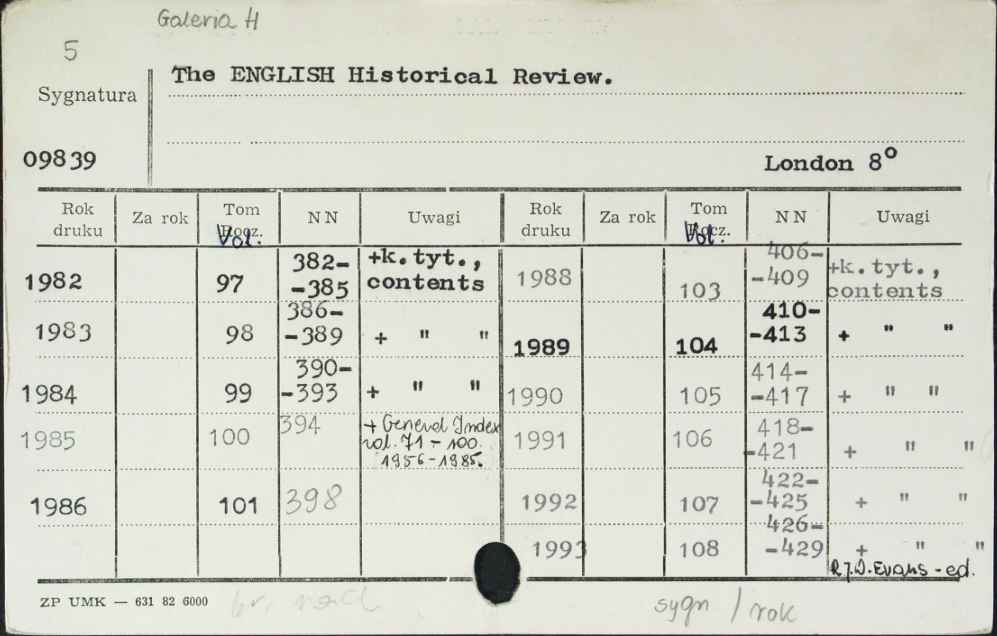 Galeria H
5
The ENGLISH Historical Review.
Sygnatura
09839
London 8°
Rok druku Za rok Tom Rocz. Vol. NN Uwagi Rok druku Za rok Tom Rocz. Vol. NN Uwagi
1982 97 382-385 +k.tyt., contents 1988 103 406-409 +k.tyt., contents
1983 98 386-389 + " " 1989 104 410-413 + " "
1984 99 390-393 + " " 1990 105 414-417 + " "
1985 100 394 + General Index vol. 71 - 100. 1956-1985. 1991 106 418-421 + " "
1986 101 398 1992 107 422-425 + " "
1993 108 426-429 + " "
R.J.W. Evans - ed.
ZP UMK — 631 82 6000
sygn / rok